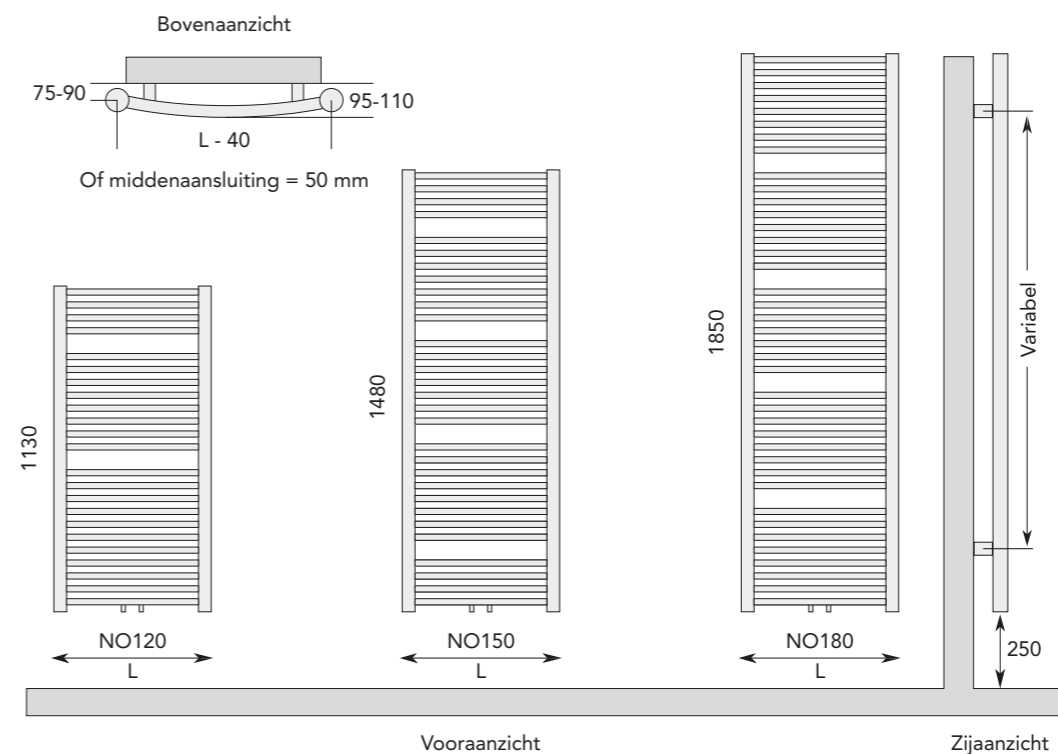 Bovenaanzicht
75-90
95-110
L - 40
Of middenaansluiting = 50 mm
1130
1480
1850
Variabel
NO120
L
NO150
L
NO180
L
250
Vooraanzicht
Zijaanzicht